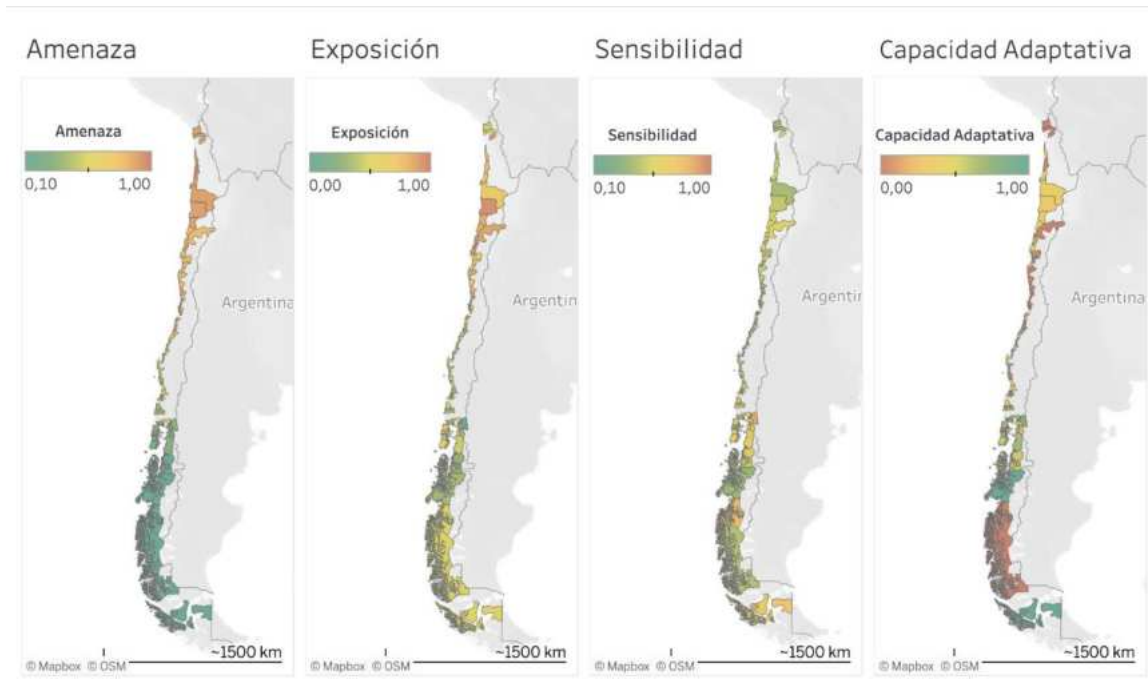 Amenaza
Amenaza
0,10 1,00
Argentina
~1500 km
© Mapbox © OSM
Exposición
Exposición
0,00 1,00
Argentin
~1500 km
© Mapbox © OSM
Sensibilidad
Sensibilidad
0,10 1,00
Argentin
~1500 km
© Mapbox © OSM
Capacidad Adaptativa
Capacidad Adaptativa
0,00 1,00
Argentina
~1500 km
© Mapbox © OSM